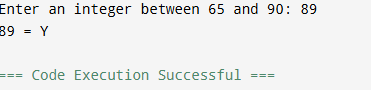 Enter an integer between 65 and 90: 89
89 = Y
=== Code Execution Successful ===